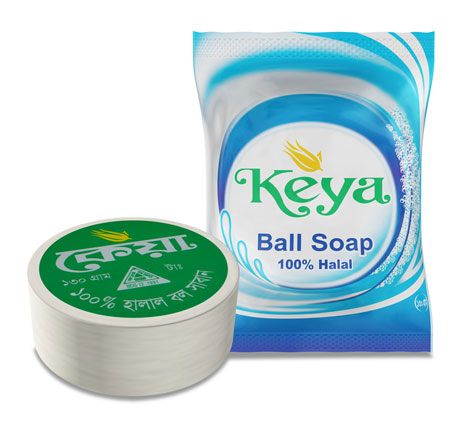 Keya
Ball Soap
100% Halal
কেয়া
১৩০ গ্রাম
টাঃ
১০০% হালাল বল সাবান